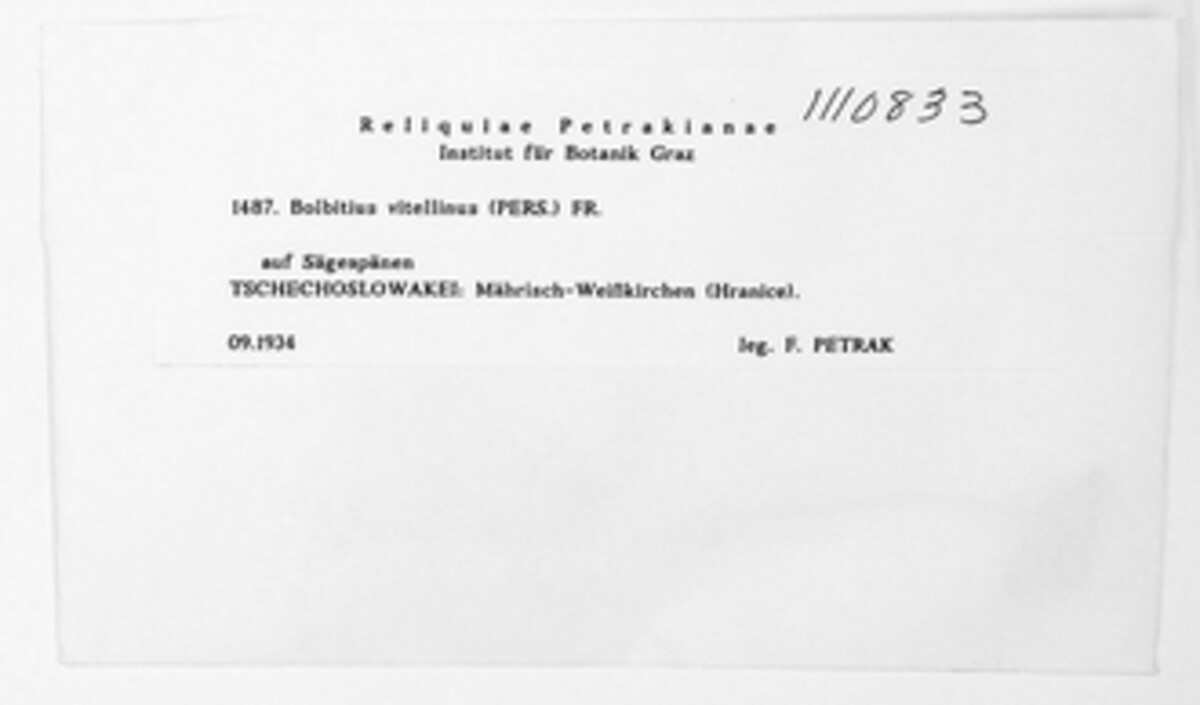 1110833
Reliquiae Petrakianae
Institut für Botanik Graz
1487. Bolbitius vitellinus (PERS.) FR.
auf Sägespänen
TSCHECHOSLOWAKEI: Mährisch-Weißkirchen (Hranice).
09.1934 leg. F. PETRAK